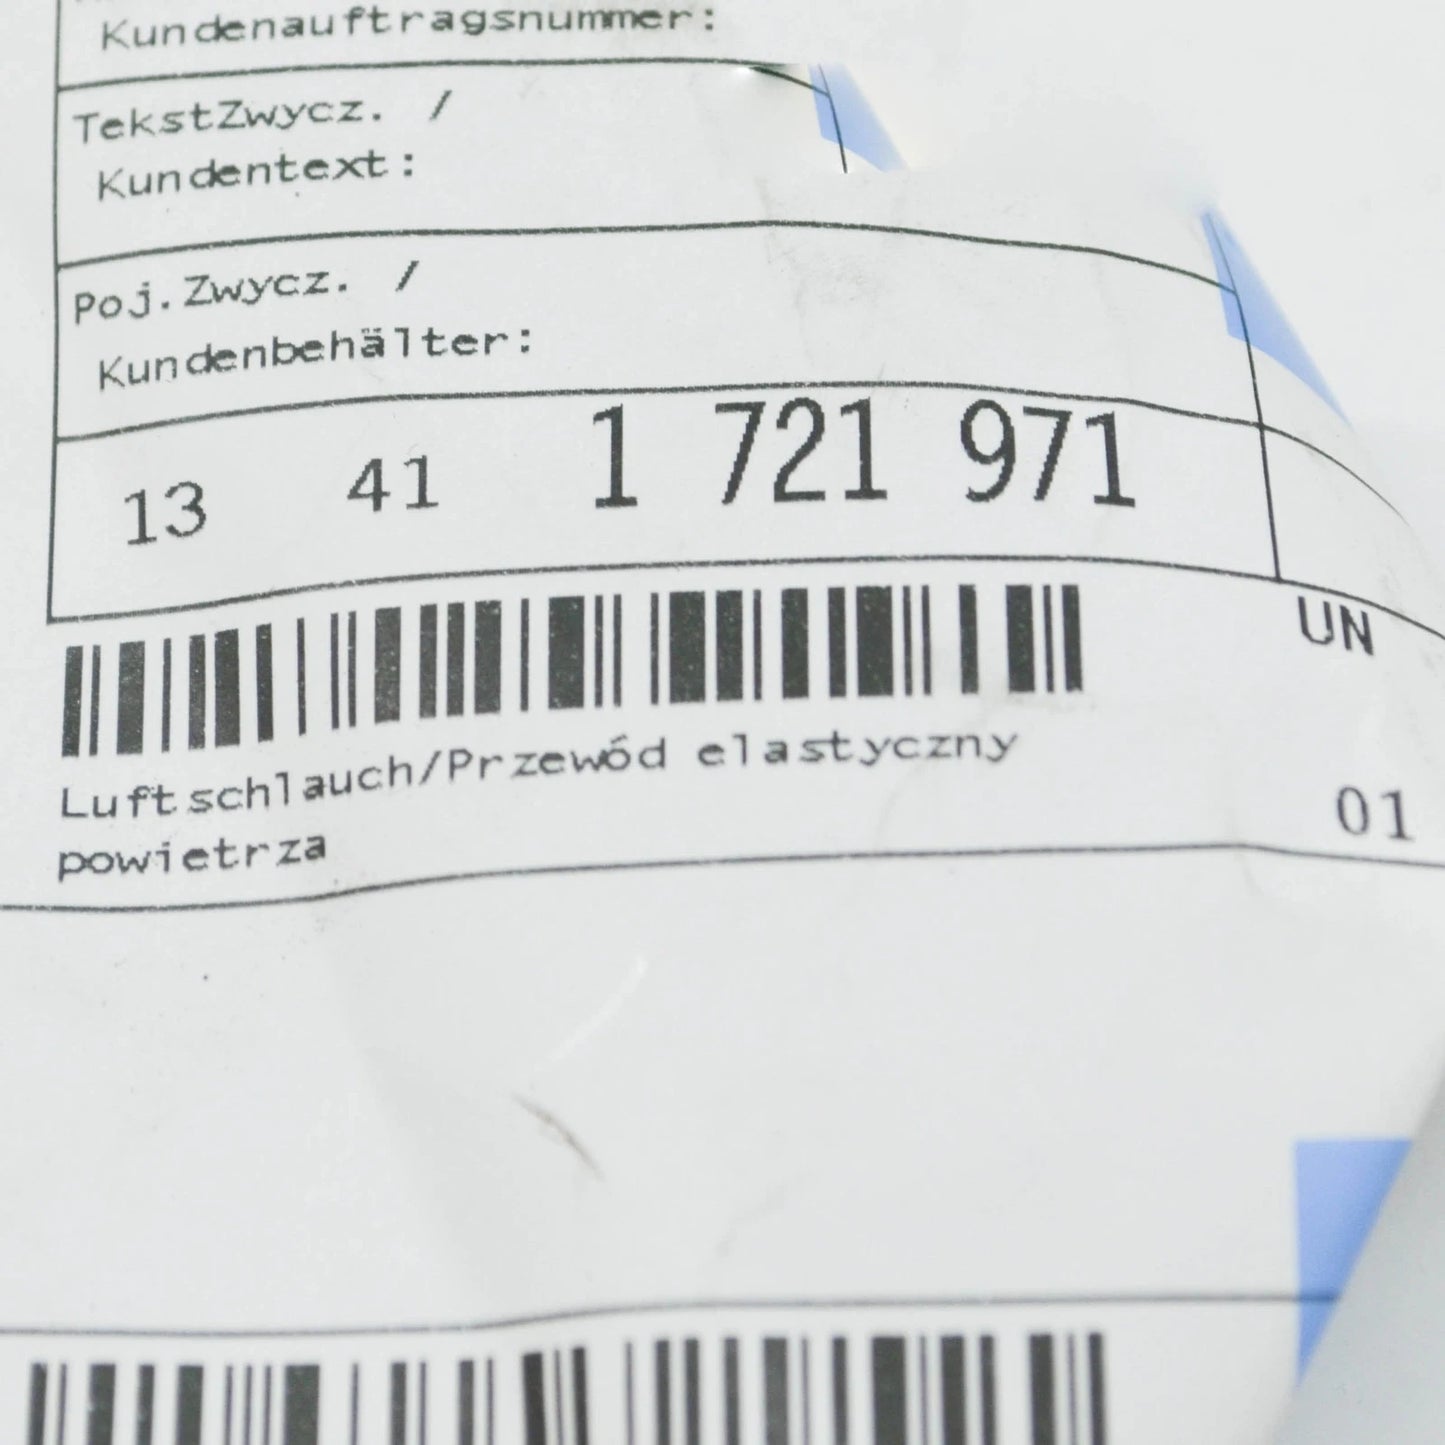 Kundenauftragsnummer:
TekstZwycz. /
Kundentext:
Poj.Zwycz. /
Kundenbehälter:
13 41 1 721 971
UN
Luftschlauch/Przewód elastyczny
powietrza
01